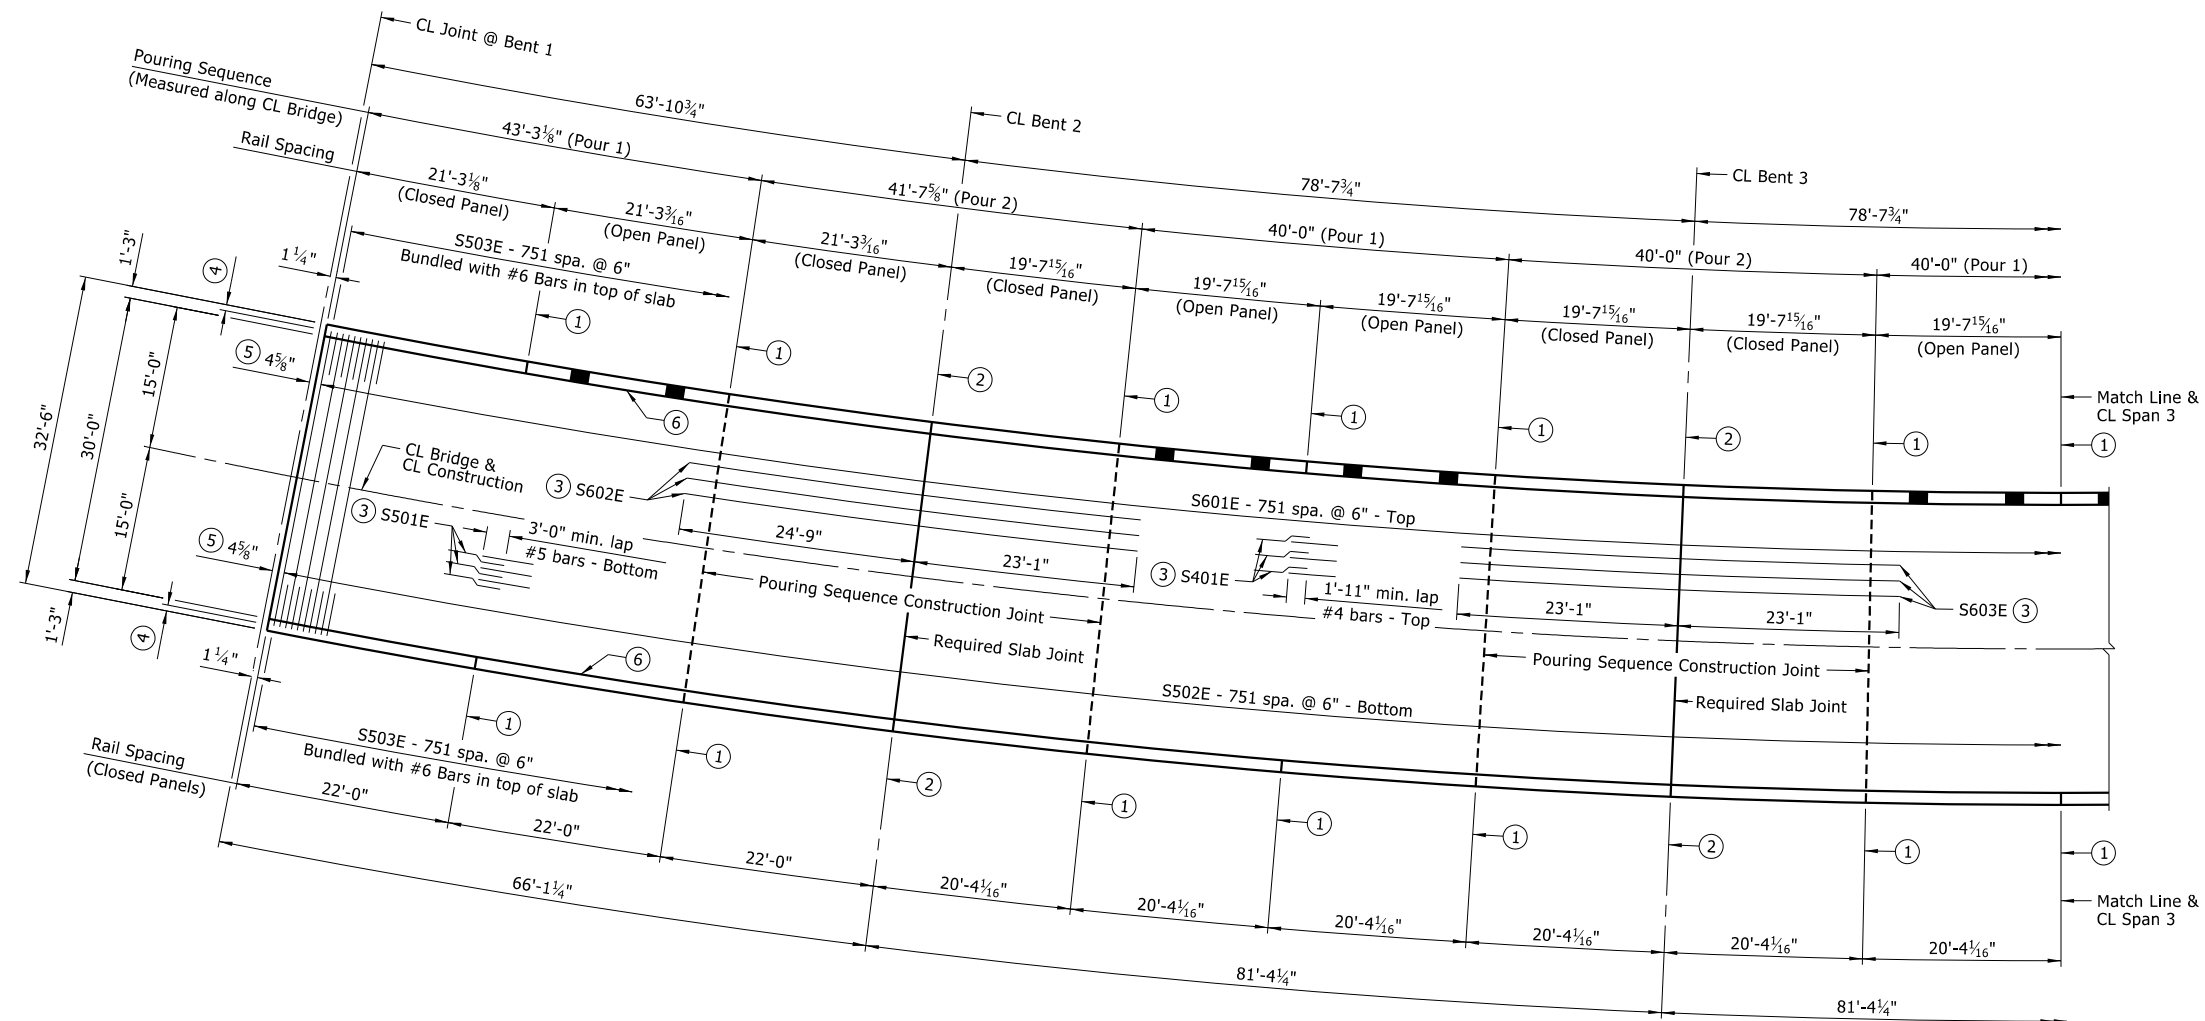 CL Joint @ Bent 1
Pouring Sequence
(Measured along CL Bridge)
63'-10¾"
CL Bent 2
43'-3⅛" (Pour 1)
Rail Spacing
21'-3⅛"
(Closed Panel)
41'-7⅝" (Pour 2)
78'-7¾"
CL Bent 3
78'-7¾"
21'-3³⁄₁₆"
(Open Panel)
21'-3³⁄₁₆"
(Closed Panel)
40'-0" (Pour 1)
40'-0" (Pour 2)
40'-0" (Pour 1)
19'-7¹⁵⁄₁₆"
(Closed Panel)
19'-7¹⁵⁄₁₆"
(Open Panel)
19'-7¹⁵⁄₁₆"
(Open Panel)
19'-7¹⁵⁄₁₆"
(Closed Panel)
19'-7¹⁵⁄₁₆"
(Closed Panel)
19'-7¹⁵⁄₁₆"
(Open Panel)
1'-3"
4
1 ¼"
S503E - 751 spa. @ 6"
Bundled with #6 Bars in top of slab
1
1
2
1
1
1
2
1
1
Match Line &
CL Span 3
5 4⅝"
6
32'-6"
30'-0"
15'-0"
15'-0"
CL Bridge &
CL Construction
3 S602E
3 S501E
3'-0" min. lap
#5 bars - Bottom
24'-9"
23'-1"
S601E - 751 spa. @ 6" - Top
3 S401E
1'-11" min. lap
#4 bars - Top
23'-1"
23'-1"
S603E 3
5 4⅝"
Pouring Sequence Construction Joint
Required Slab Joint
Pouring Sequence Construction Joint
Required Slab Joint
1'-3"
4
1 ¼"
6
S502E - 751 spa. @ 6" - Bottom
S503E - 751 spa. @ 6"
Bundled with #6 Bars in top of slab
1
1
2
1
1
1
2
1
1
Match Line &
CL Span 3
Rail Spacing
(Closed Panels)
22'-0"
22'-0"
22'-0"
20'-4¹⁄₁₆"
20'-4¹⁄₁₆"
20'-4¹⁄₁₆"
20'-4¹⁄₁₆"
20'-4¹⁄₁₆"
20'-4¹⁄₁₆"
66'-1¼"
81'-4¼"
81'-4¼"